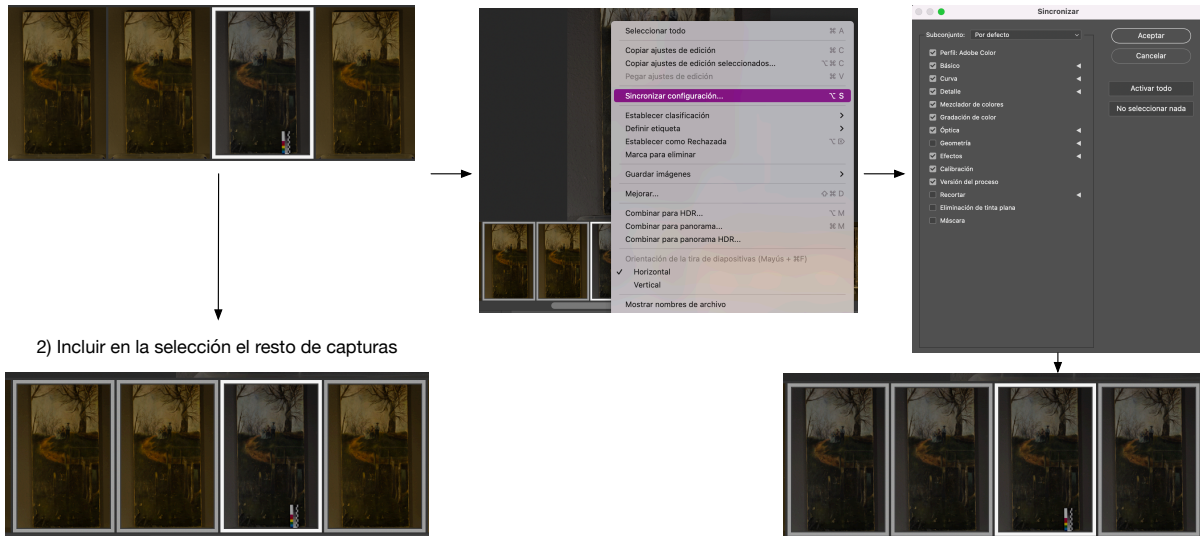 Seleccionar todo ⌘ A
Copiar ajustes de edición ⌘ C
Copiar ajustes de edición seleccionados... ⌥⌘ C
Pegar ajustes de edición ⌘ V
Sincronizar configuración... ⌥ S
Establecer clasificación >
Definir etiqueta >
Establecer como Rechazada ⌥ ⌦
Marca para eliminar
Guardar imágenes >
Mejorar... ⇧ ⌘ D
Combinar para HDR... ⌥ M
Combinar para panorama... ⌘ M
Combinar para panorama HDR...
Orientación de la tira de diapositivas (Mayús + ⌘F)
✓ Horizontal
Vertical
Mostrar nombres de archivo
Sincronizar
Subconjunto: Por defecto
Perfil: Adobe Color
Básico
Curva
Detalle
Mezclador de colores
Gradación de color
Óptica
Geometría
Efectos
Calibración
Versión del proceso
Recortar
Eliminación de tinta plana
Máscara
Aceptar
Cancelar
Activar todo
No seleccionar nada
2) Incluir en la selección el resto de capturas